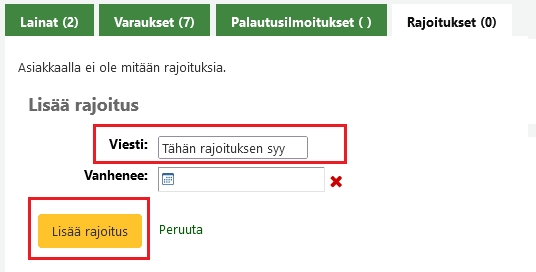 Lainat (2) Varaukset (7) Palautusilmoitukset ( ) Rajoitukset (0)
Asiakkaalla ei ole mitään rajoituksia.
Lisää rajoitus
Viesti: Tähän rajoituksen syy
Vanhenee:
Lisää rajoitus Peruuta